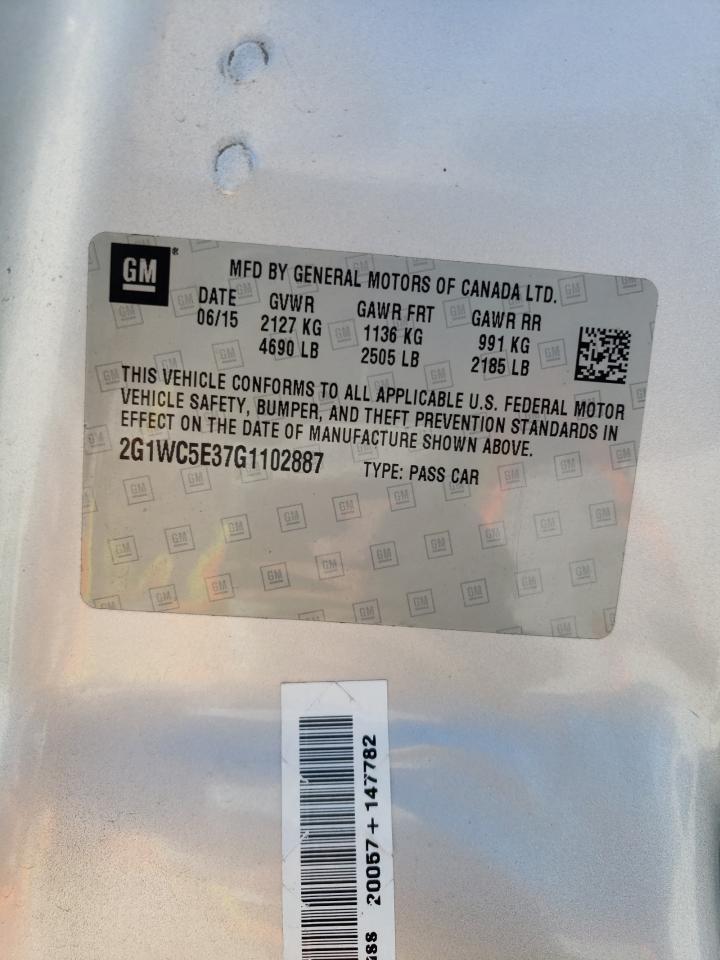 GM®
MFD BY GENERAL MOTORS OF CANADA LTD.
DATE GVWR GAWR FRT GAWR RR
06/15 2127 KG 1136 KG 991 KG
4690 LB 2505 LB 2185 LB
THIS VEHICLE CONFORMS TO ALL APPLICABLE U.S. FEDERAL MOTOR
VEHICLE SAFETY, BUMPER, AND THEFT PREVENTION STANDARDS IN
EFFECT ON THE DATE OF MANUFACTURE SHOWN ABOVE.
2G1WC5E37G1102887 TYPE: PASS CAR
20057+147782